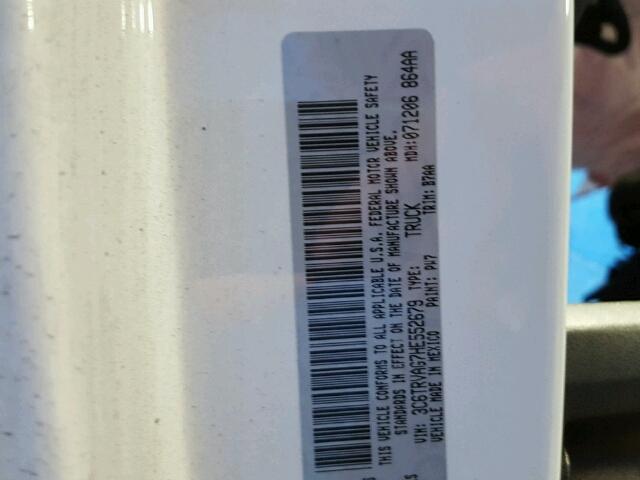 THIS VEHICLE CONFORMS TO ALL APPLICABLE U.S.A. FEDERAL MOTOR VEHICLE SAFETY
STANDARDS IN EFFECT ON THE DATE OF MANUFACTURE SHOWN ABOVE.
VIN: 3C6TRVAG7HE552679 TYPE: TRUCK MDH: 071206 864AA
VEHICLE MADE IN MEXICO PAINT: PW7 TRIM: B7AA